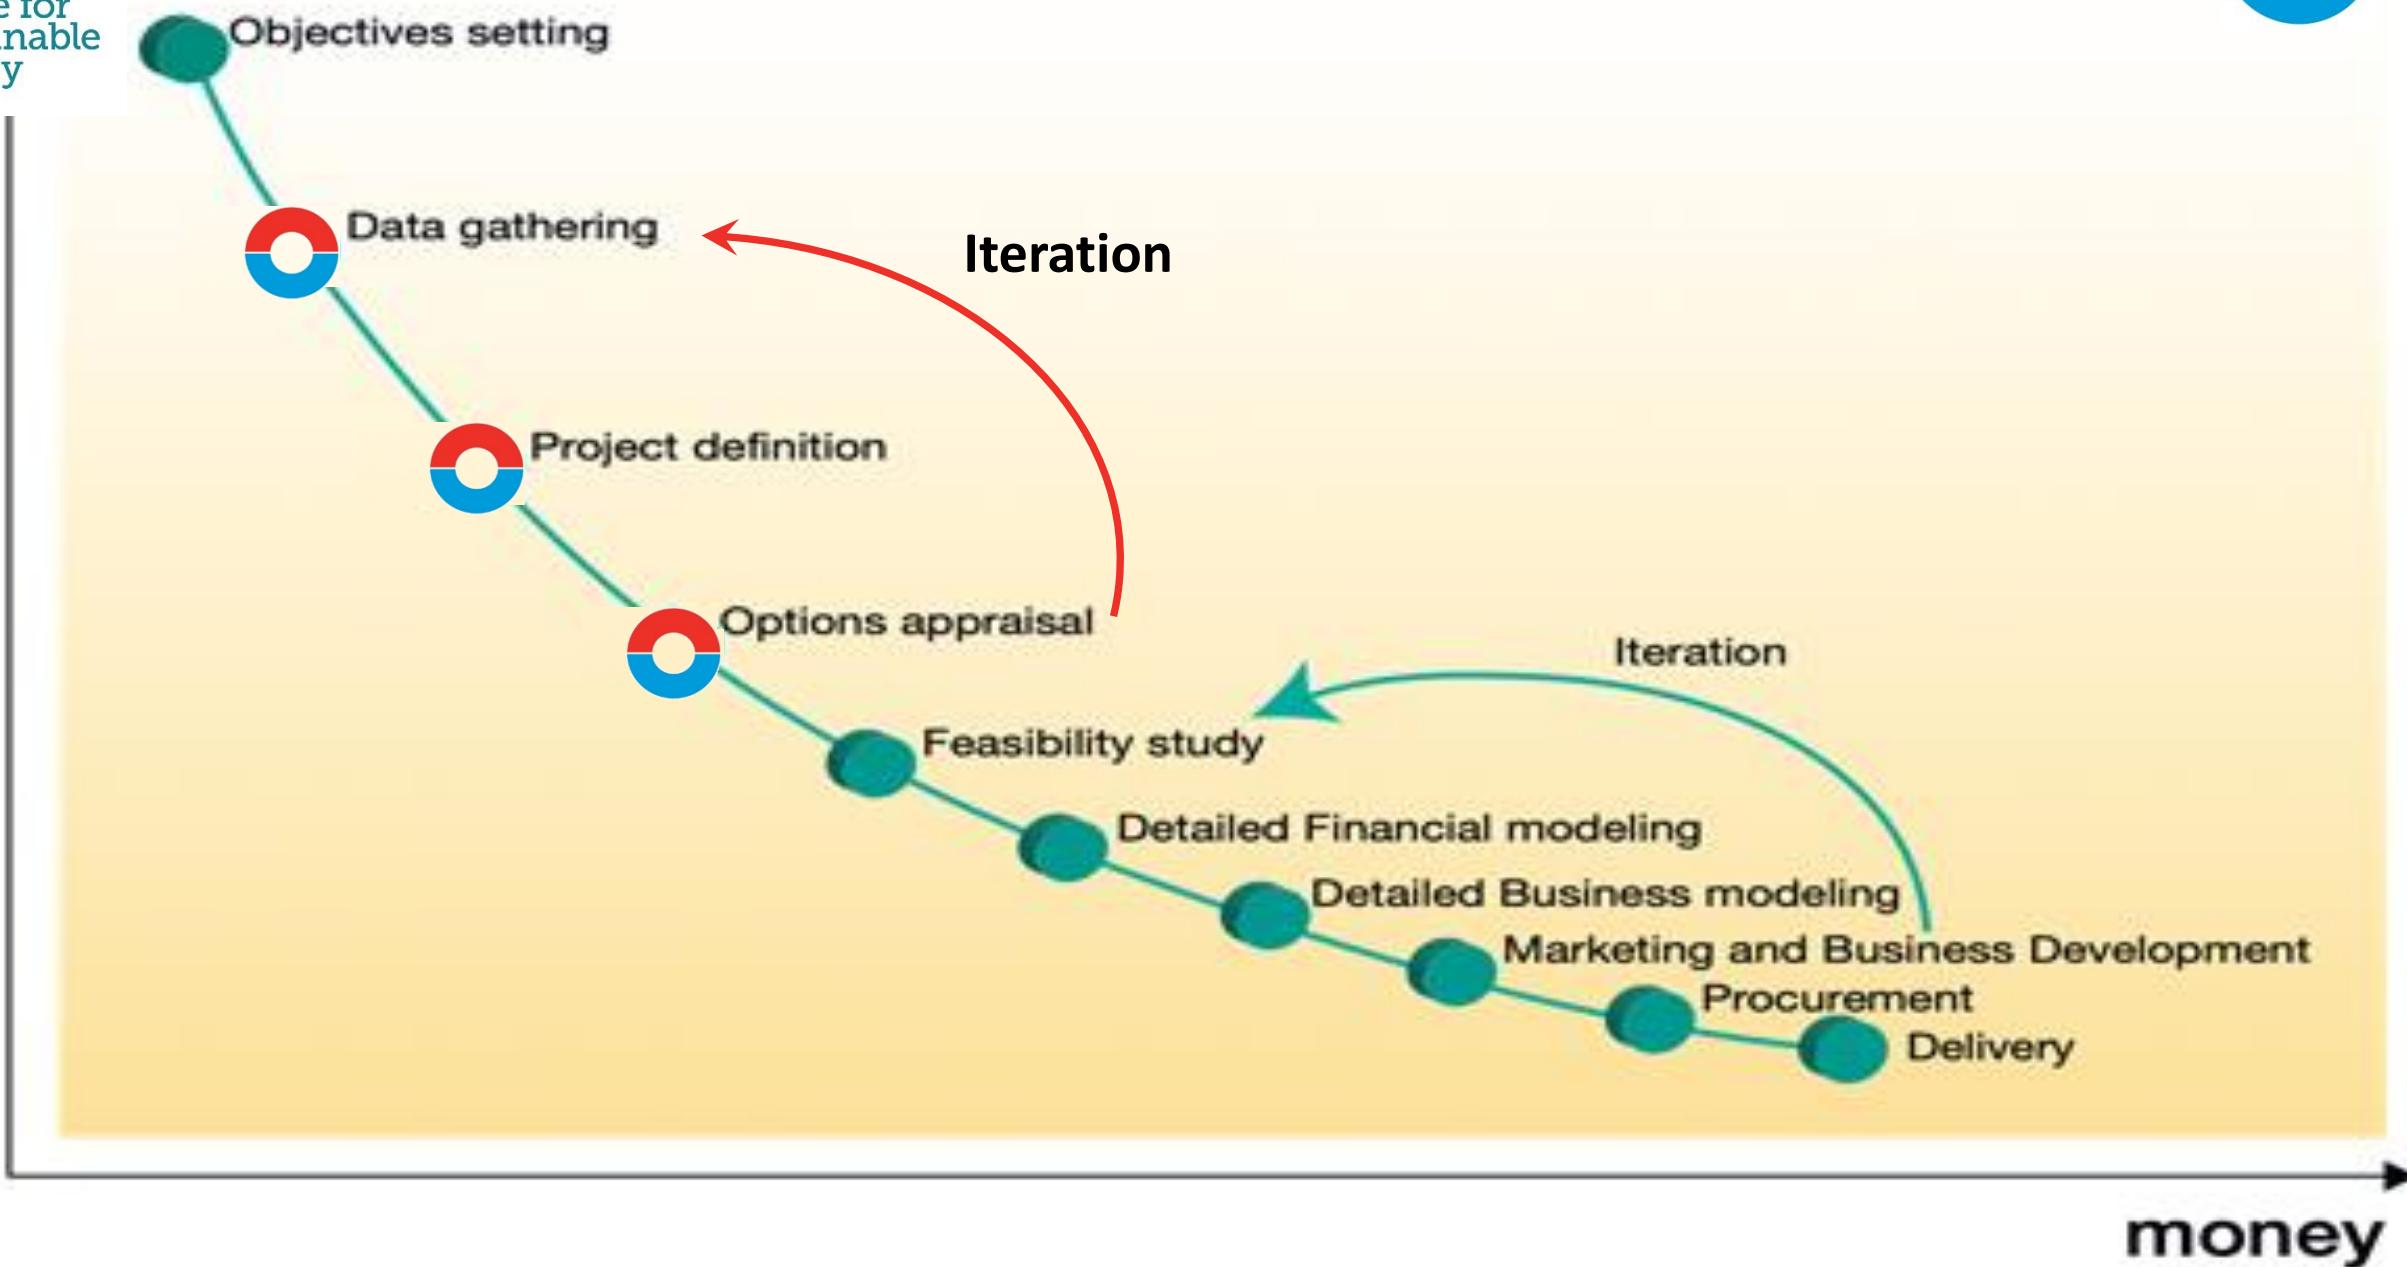 for
y
Objectives setting
Data gathering
Iteration
Project definition
Options appraisal
Iteration
Feasibility study
Detailed Financial modeling
Detailed Business modeling
Marketing and Business Development
Procurement
Delivery
money